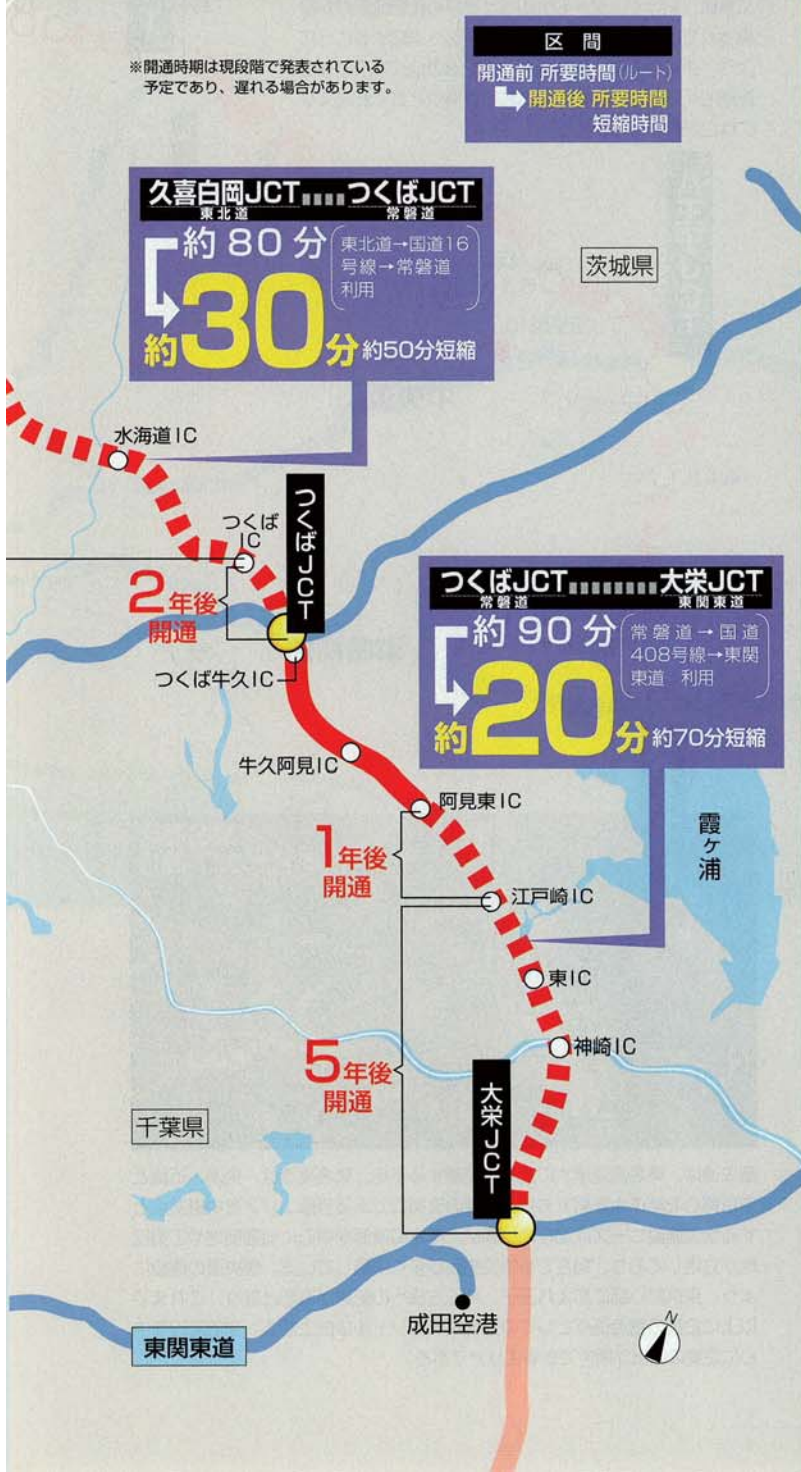 ※開通時期は現段階で発表されている
予定であり、遅れる場合があります。
区 間
開通前 所要時間(ルート)
開通後 所要時間
短縮時間
久喜白岡JCT つくばJCT
東北道 常磐道
約80分
東北道→国道16
号線→常磐道
利用
約30分 約50分短縮
茨城県
水海道IC
つくば
IC
つくばJCT
2年後
開通
つくば牛久IC
つくばJCT 大栄JCT
常磐道 東関東道
約90分
常磐道→国道
408号線→東関
東道 利用
約20分 約70分短縮
牛久阿見IC
阿見東IC
霞ヶ浦
1年後
開通
江戸崎IC
東IC
神崎IC
5年後
開通
大栄JCT
千葉県
成田空港
東関東道
N